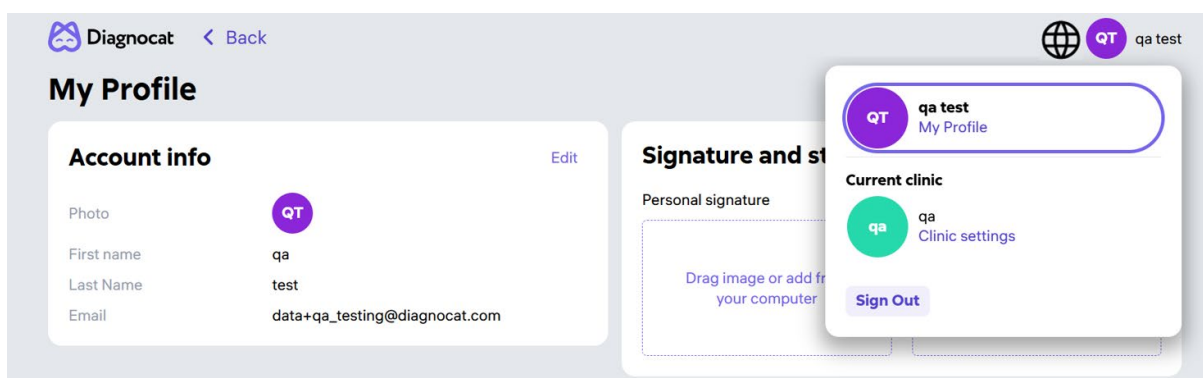 Diagnocat < Back
QT qa test
My Profile
Account info Edit
Photo QT
First name qa
Last Name test
Email data+qa_testing@diagnocat.com
Signature and st
Personal signature
Drag image or add fr
your computer
QT qa test
My Profile
Current clinic
qa qa
Clinic settings
Sign Out